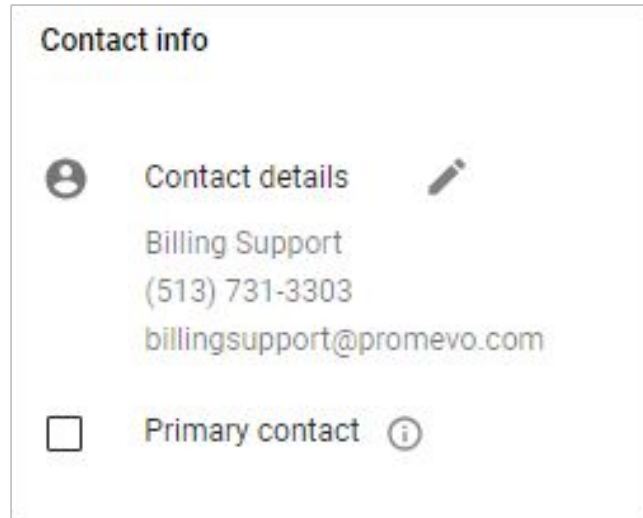 Contact info
Contact details
Billing Support
(513) 731-3303
billingsupport@promevo.com
Primary contact